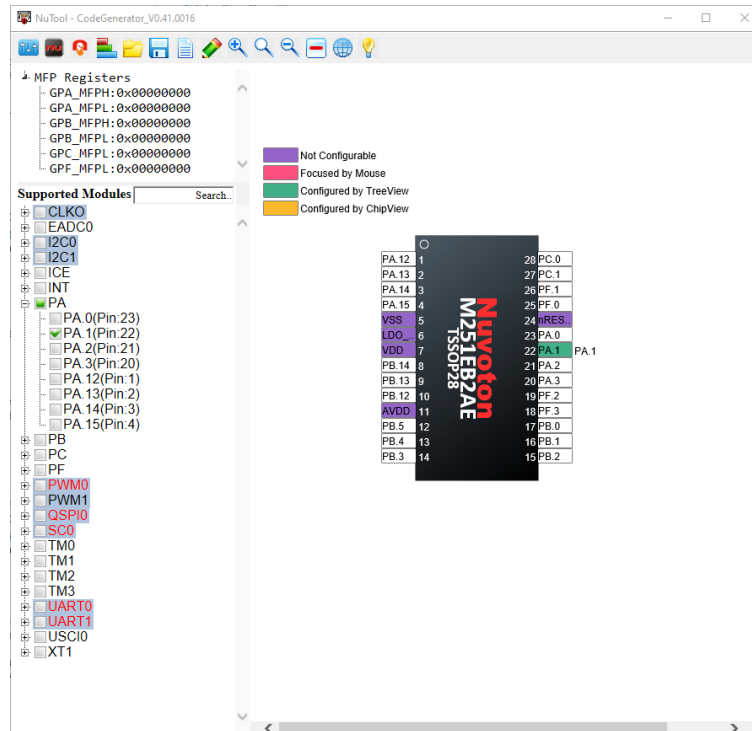 NuTool - CodeGenerator_V0.41.0016
MFP Registers
GPA_MFPH:0x00000000
GPA_MFPL:0x00000000
GPB_MFPH:0x00000000
GPB_MFPL:0x00000000
GPC_MFPL:0x00000000
GPF_MFPL:0x00000000
Supported Modules Search..
CLKO
EADC0
I2C0
I2C1
ICE
INT
PA
PA.0(Pin:23)
PA.1(Pin:22)
PA.2(Pin:21)
PA.3(Pin:20)
PA.12(Pin:1)
PA.13(Pin:2)
PA.14(Pin:3)
PA.15(Pin:4)
PB
PC
PF
PWM0
PWM1
QSPI0
SC0
TM0
TM1
TM2
TM3
UART0
UART1
USCI0
XT1
Not Configurable
Focused by Mouse
Configured by TreeView
Configured by ChipView
PA.12 1 28 PC.0
PA.13 2 27 PC.1
PA.14 3 26 PF.1
PA.15 4 25 PF.0
VSS 5 24 nRES..
LDO_.. 6 23 PA.0
VDD 7 22 PA.1 PA.1
PB.14 8 21 PA.2
PB.13 9 20 PA.3
PB.12 10 19 PF.2
AVDD 11 18 PF.3
PB.5 12 17 PB.0
PB.4 13 16 PB.1
PB.3 14 15 PB.2
Nuvoton
M251EB2AE
TSSOP28